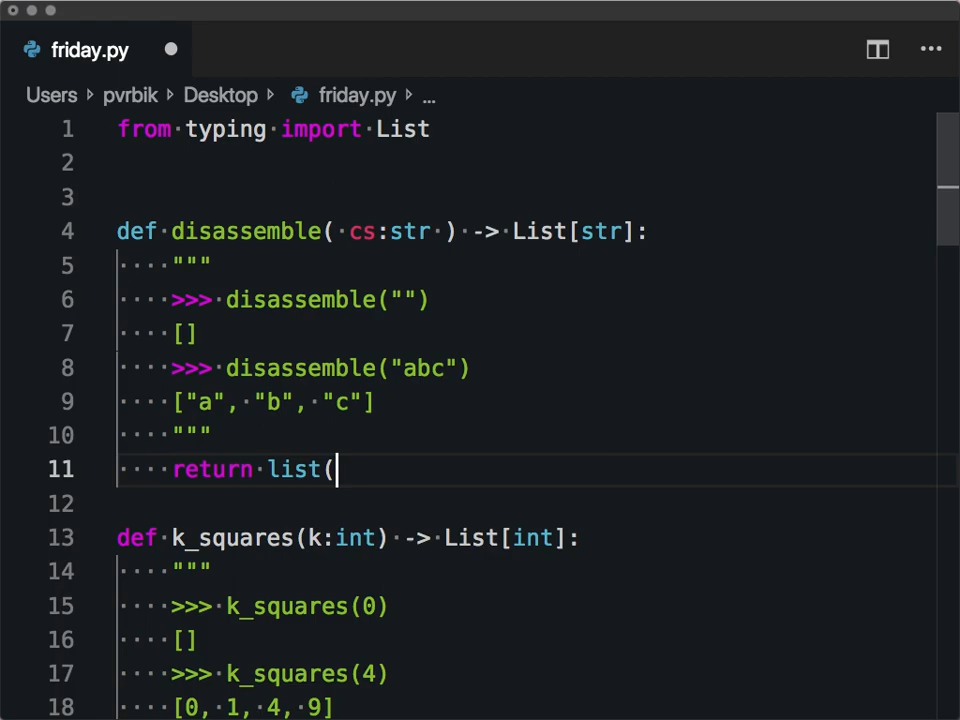 friday.py
Users pvrbik Desktop friday.py ...
1 from typing import List
2
3
4 def disassemble( cs:str ) -> List[str]:
5 """
6 >>> disassemble("")
7 []
8 >>> disassemble("abc")
9 ["a", "b", "c"]
10 """
11 return list(
12
13 def k_squares(k:int) -> List[int]:
14 """
15 >>> k_squares(0)
16 []
17 >>> k_squares(4)
18 [0, 1, 4, 9]